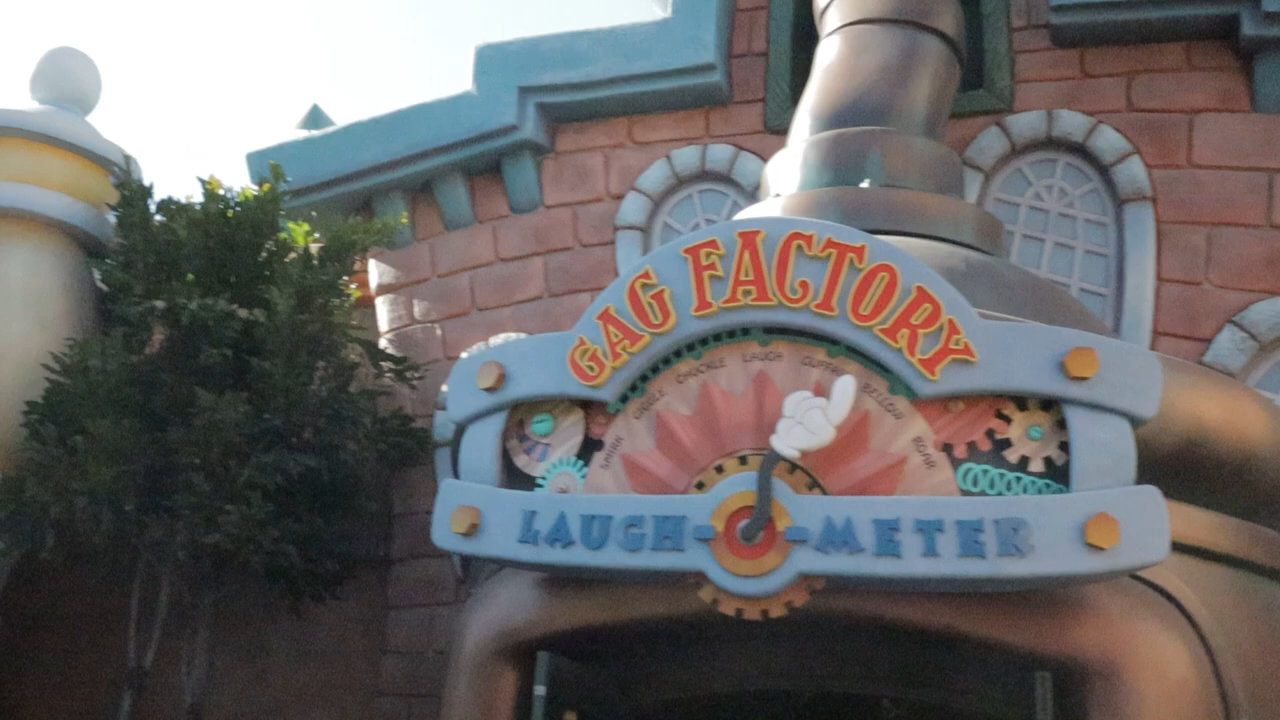 GAG FACTORY
SMIRK GIGGLE CHUCKLE LAUGH GUFFAW BELLOW ROAR
LAUGH-O-METER